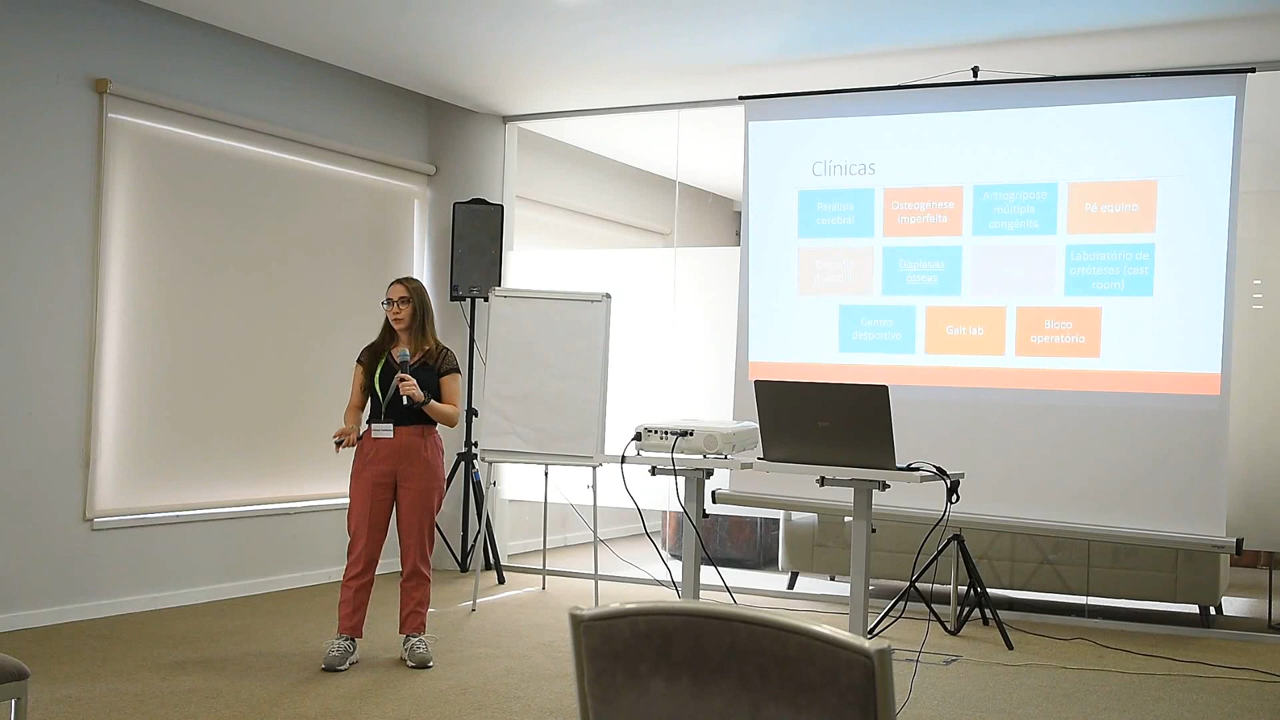 Clínicas
Paralisia
cerebral
Osteogénese
imperfeita
Artrogripose
múltipla
congénita
Pé equino
Displasias
ósseas
Laboratório de
ortóteses (cast
room)
Centro
desportivo
Gait lab
Bloco
operatório